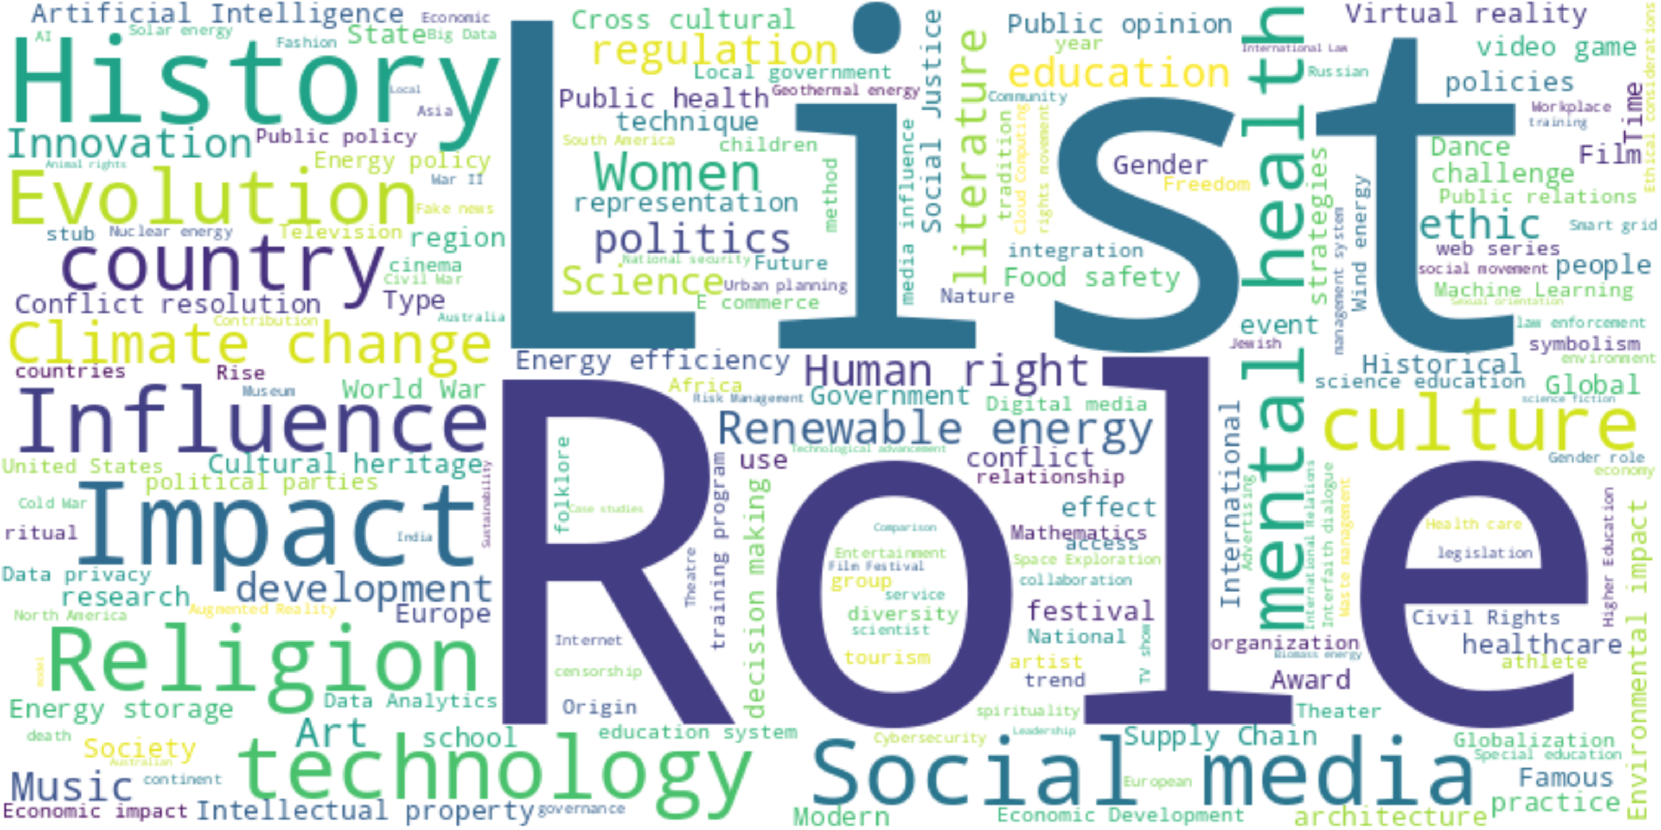 Artificial Intelligence
Economic
AI
Solar energy
Fashion
State
Big Data
History
Local
Asia
Innovation
Public policy
Animal rights
Energy policy
War II
Evolution
Fake news
stub
Nuclear energy
Television
region
country
cinema
Civil War
Conflict resolution
Type
Contribution
Australia
Climate change
countries
Rise
Museum
World War
Influence
United States
Cultural heritage
political parties
Sustainability
Cold War
Impact
ritual
India
Data privacy
development
research
North America
Augmented Reality
Europe
Religion
model
Energy storage
Data Analytics
death
Art
school
Society
Australian
technology
Music
continent
Economic impact
Intellectual property
governance
List
Cross cultural
regulation
Local government
Public health
Geothermal energy
technique
South America
children
Women
representation
method
politics
National security
Future
Science
Urban planning
E commerce
media influence
Social Justice
literature
Public opinion
year
education
Community
tradition
cloud Computing
rights movement
Gender
Freedom
integration
Food safety
Nature
International Law
mental health
Russian
Virtual reality
video game
policies
Workplace
training
Time
Film
Ethical considerations
Dance
challenge
Public relations
ethic
Smart grid
web series
social movement
people
Machine Learning
Sexual orientation
strategies
Wind energy
management system
event
Jewish
law enforcement
symbolism
environment
Historical
science education
Global
science fiction
culture
Gender role
economy
Energy efficiency
Human right
Africa
Risk Management
Government
Digital media
Renewable energy
Technological advancement
Role
folklore
Case studies
use
conflict
relationship
training program
decision making
Theatre
effect
Mathematics
access
Space Exploration
collaboration
Comparison
Entertainment
Film Festival
group
service
diversity
scientist
tourism
festival
National
artist
trend
TV show
Internet
censorship
Origin
education system
spirituality
Cybersecurity
Leadership
International
Advertising
International Relations
Interfaith dialogue
Waste management
Health care
legislation
Higher Education
Environmental impact
Civil Rights
organization
Biomass energy
healthcare
athlete
Award
Theater
Supply Chain
Globalization
Special education
Social media
European
Famous
practice
Modern
Economic Development
architecture